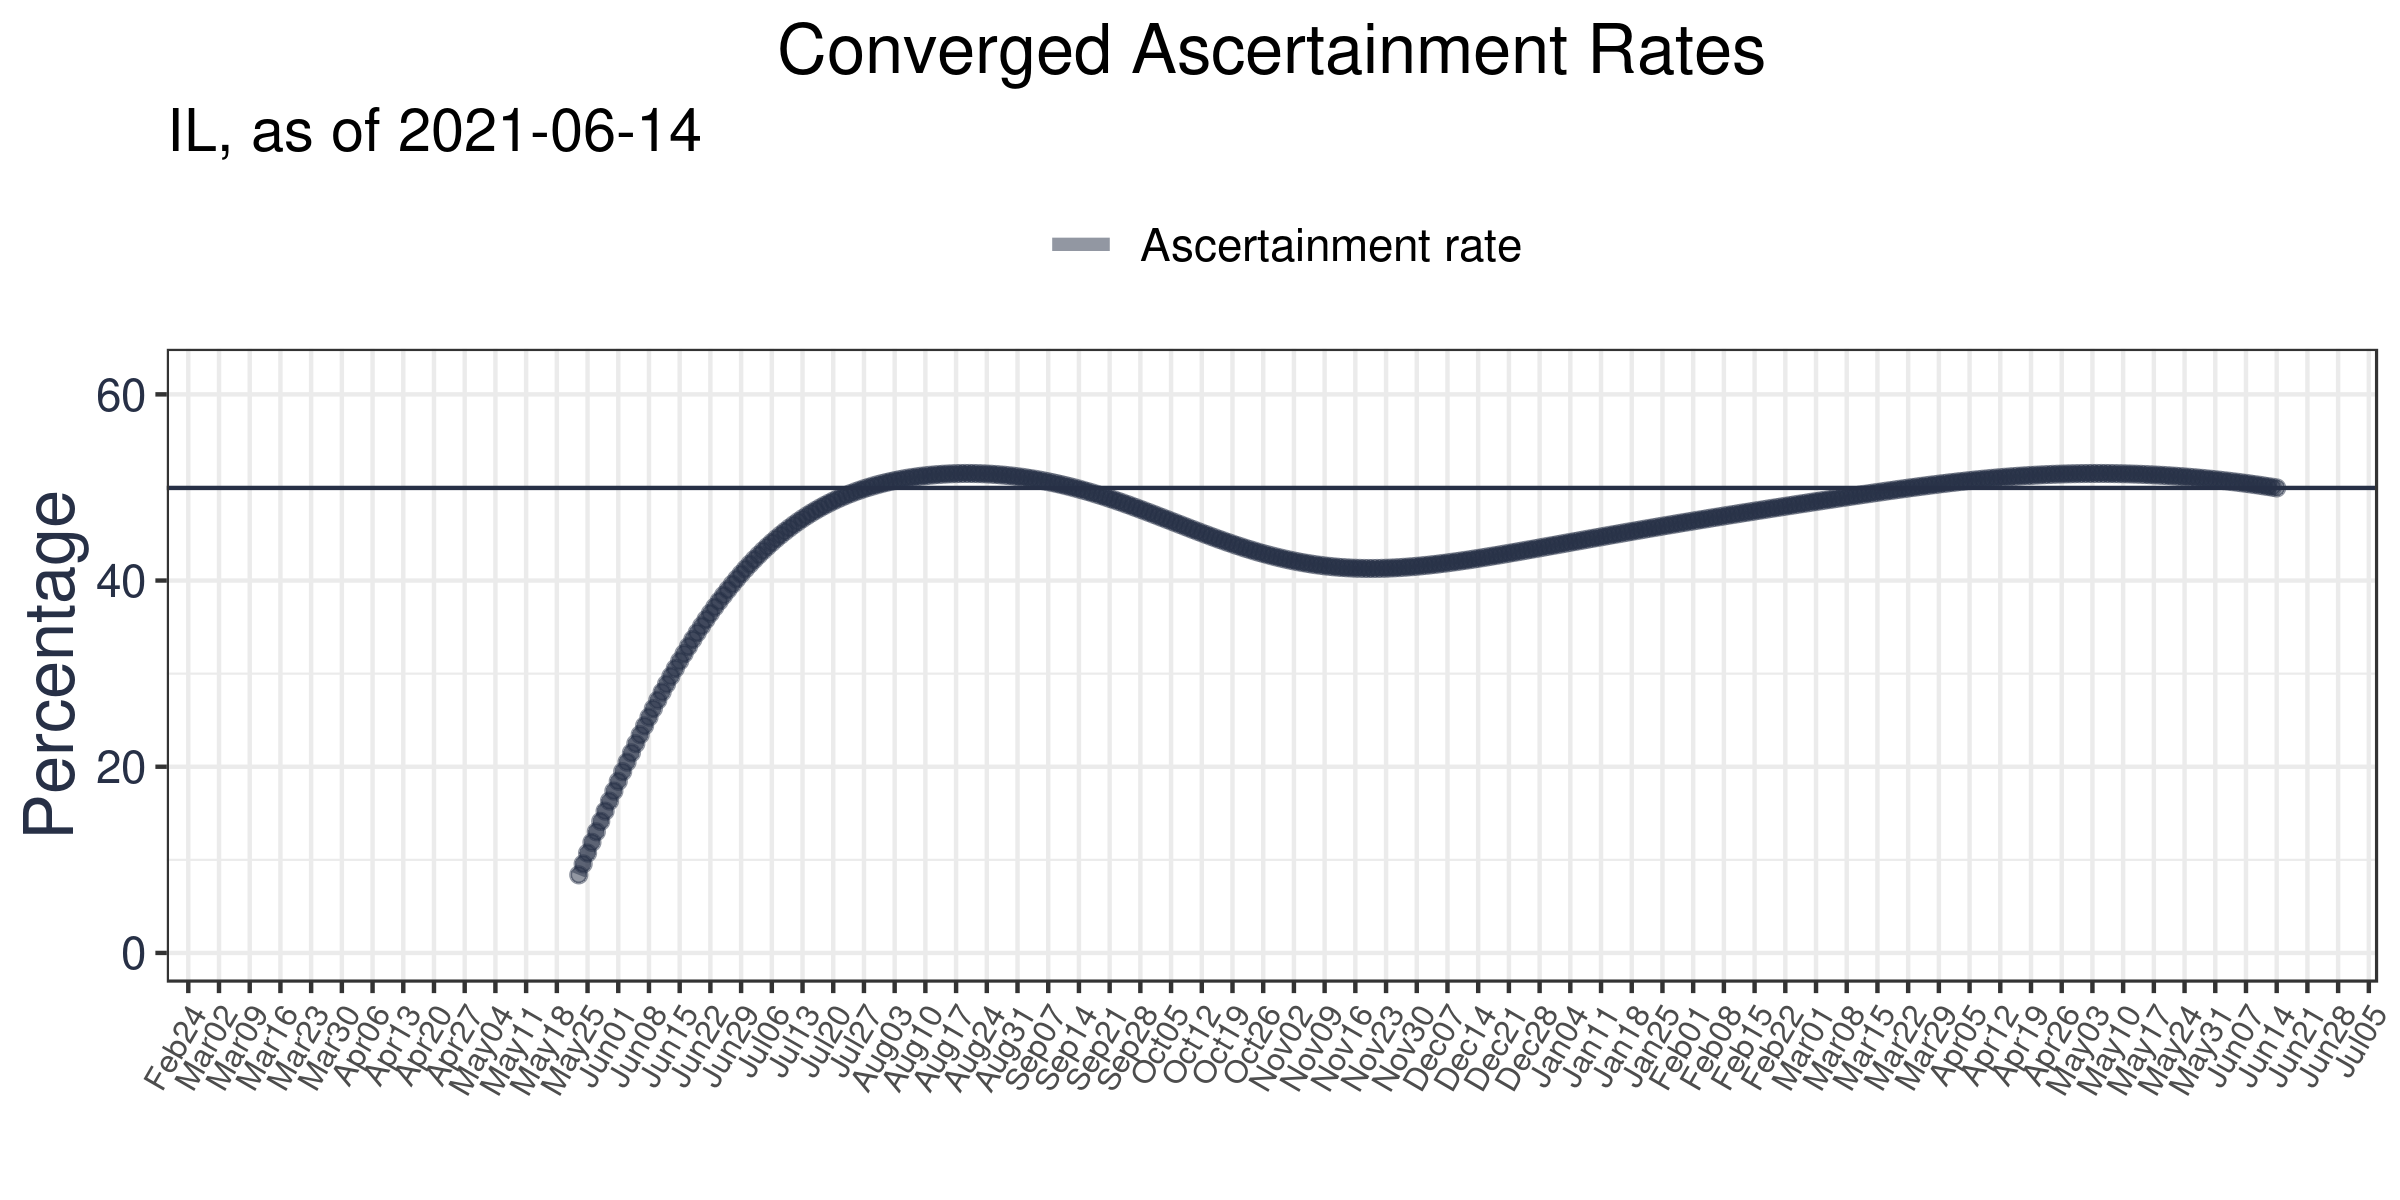 Converged Ascertainment Rates
IL, as of 2021-06-14
Ascertainment rate
Percentage
60
40
20
0
Feb24
Mar02
Mar09
Mar16
Mar23
Mar30
Apr06
Apr13
Apr20
Apr27
May04
May11
May18
May25
Jun01
Jun08
Jun15
Jun22
Jun29
Jul06
Jul13
Jul20
Jul27
Aug03
Aug10
Aug17
Aug24
Aug31
Sep07
Sep14
Sep21
Sep28
Oct05
Oct12
Oct19
Oct26
Nov02
Nov09
Nov16
Nov23
Nov30
Dec07
Dec14
Dec21
Dec28
Jan04
Jan11
Jan18
Jan25
Feb01
Feb08
Feb15
Feb22
Mar01
Mar08
Mar15
Mar22
Mar29
Apr05
Apr12
Apr19
Apr26
May03
May10
May17
May24
May31
Jun07
Jun14
Jun21
Jun28
Jul05